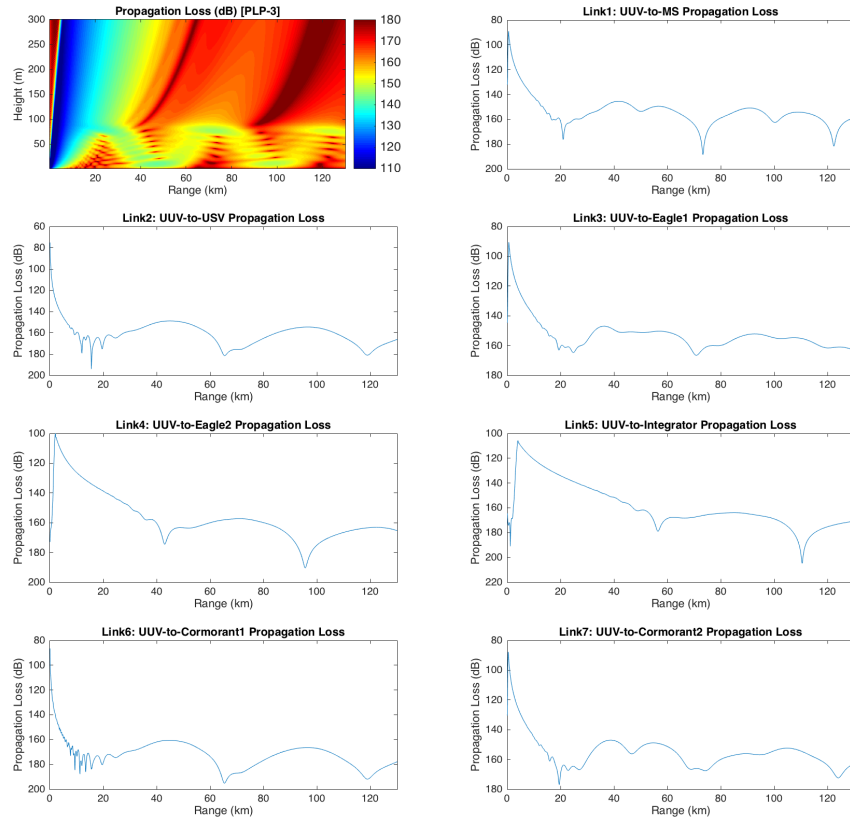 Propagation Loss (dB) [PLP-3]
Height (m)
300
250
200
150
100
50
20 40 60 80 100 120
Range (km)
180
170
160
150
140
130
120
110
Link1: UUV-to-MS Propagation Loss
Propagation Loss (dB)
80
100
120
140
160
180
200
0 20 40 60 80 100 120
Range (km)
Link2: UUV-to-USV Propagation Loss
Propagation Loss (dB)
60
80
100
120
140
160
180
200
0 20 40 60 80 100 120
Range (km)
Link3: UUV-to-Eagle1 Propagation Loss
Propagation Loss (dB)
80
100
120
140
160
180
0 20 40 60 80 100 120
Range (km)
Link4: UUV-to-Eagle2 Propagation Loss
Propagation Loss (dB)
100
120
140
160
180
200
0 20 40 60 80 100 120
Range (km)
Link5: UUV-to-Integrator Propagation Loss
Propagation Loss (dB)
100
120
140
160
180
200
220
0 20 40 60 80 100 120
Range (km)
Link6: UUV-to-Cormorant1 Propagation Loss
Propagation Loss (dB)
80
100
120
140
160
180
200
0 20 40 60 80 100 120
Range (km)
Link7: UUV-to-Cormorant2 Propagation Loss
Propagation Loss (dB)
80
100
120
140
160
180
0 20 40 60 80 100 120
Range (km)